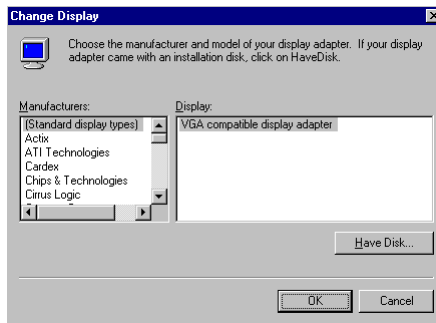 Change Display
Choose the manufacturer and model of your display adapter. If your display
adapter came with an installation disk, click on HaveDisk.
Manufacturers:
Display:
(Standard display types)
VGA compatible display adapter
Actix
ATI Technologies
Cardex
Chips & Technologies
Cirrus Logic
Have Disk...
OK
Cancel